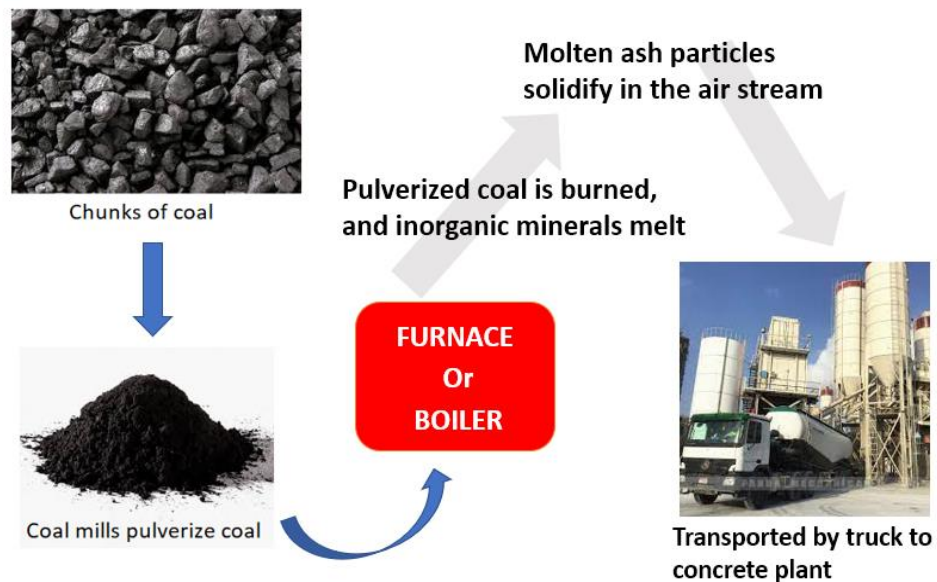 Chunks of coal
Coal mills pulverize coal
FURNACE
Or
BOILER
Pulverized coal is burned,
and inorganic minerals melt
Molten ash particles
solidify in the air stream
Transported by truck to
concrete plant